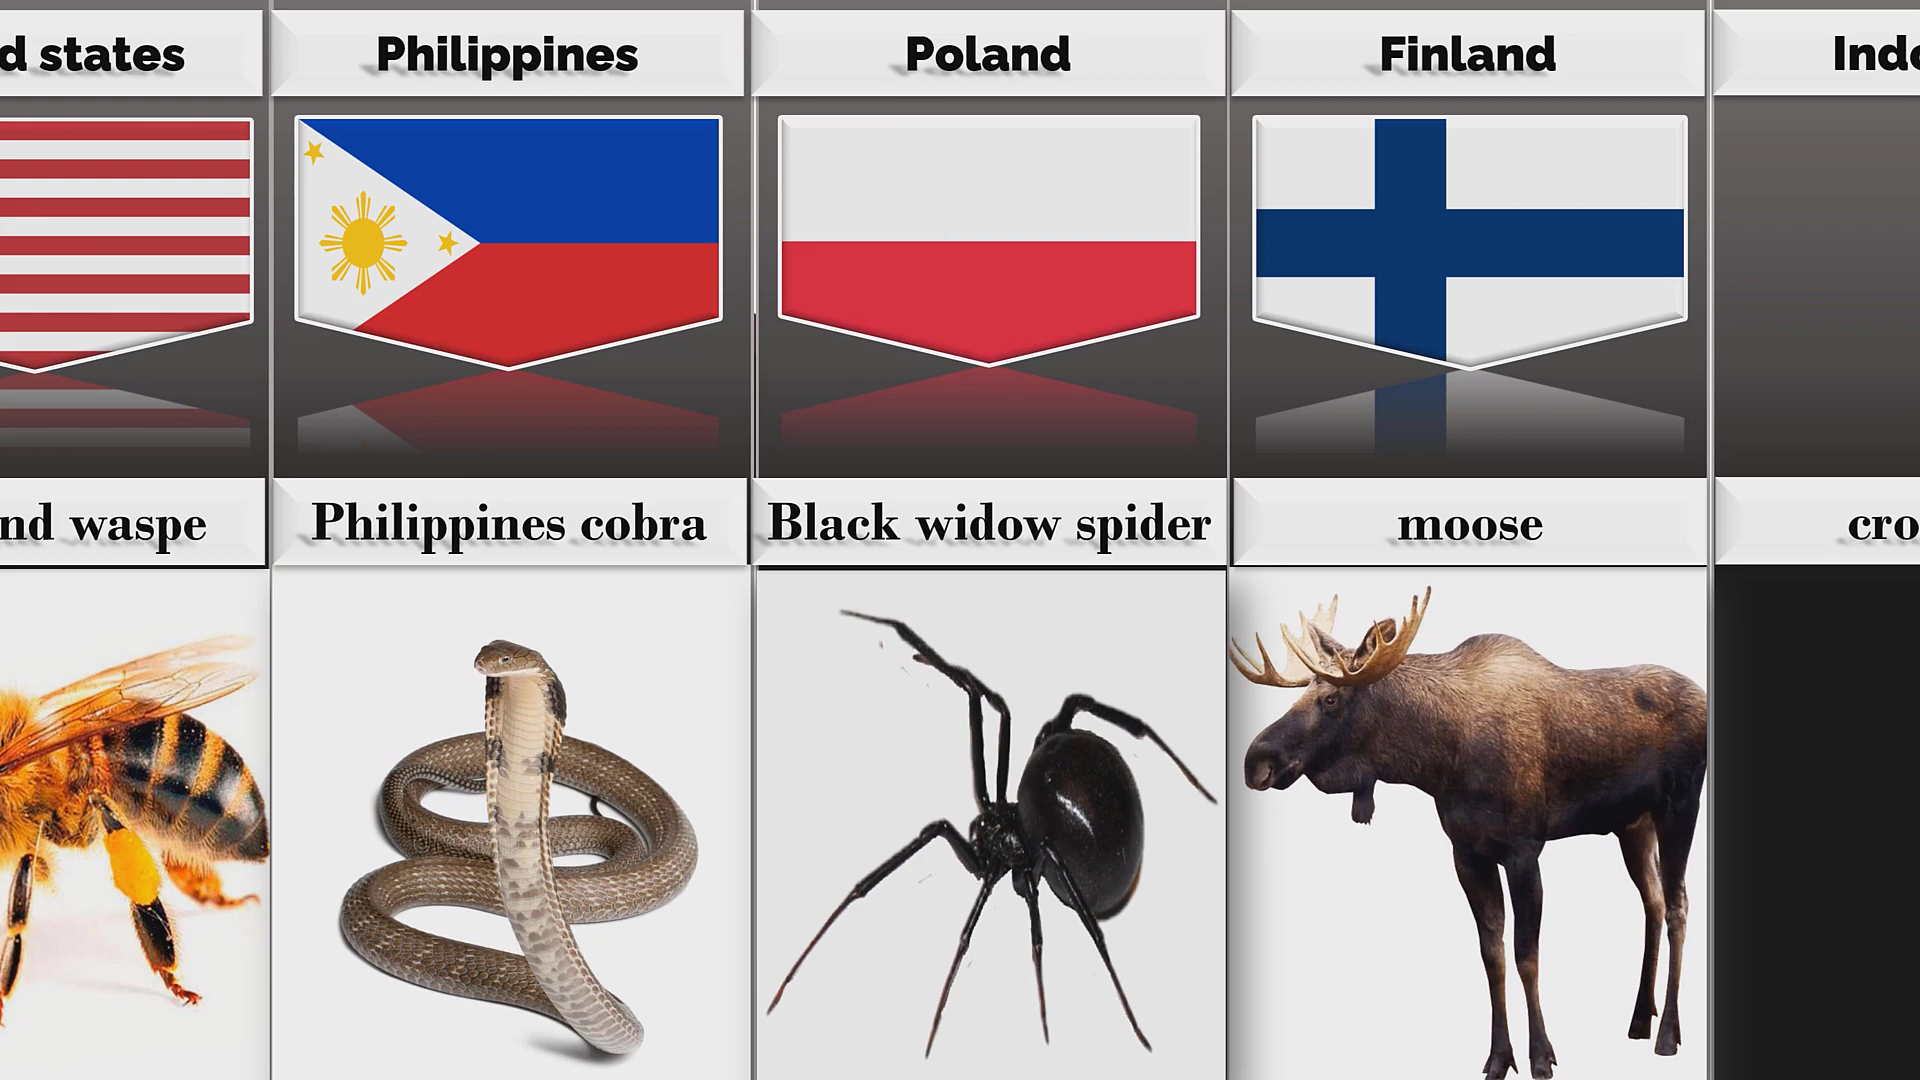 d states
Philippines
Poland
Finland
Ind
nd waspe
Philippines cobra
Black widow spider
moose
cro